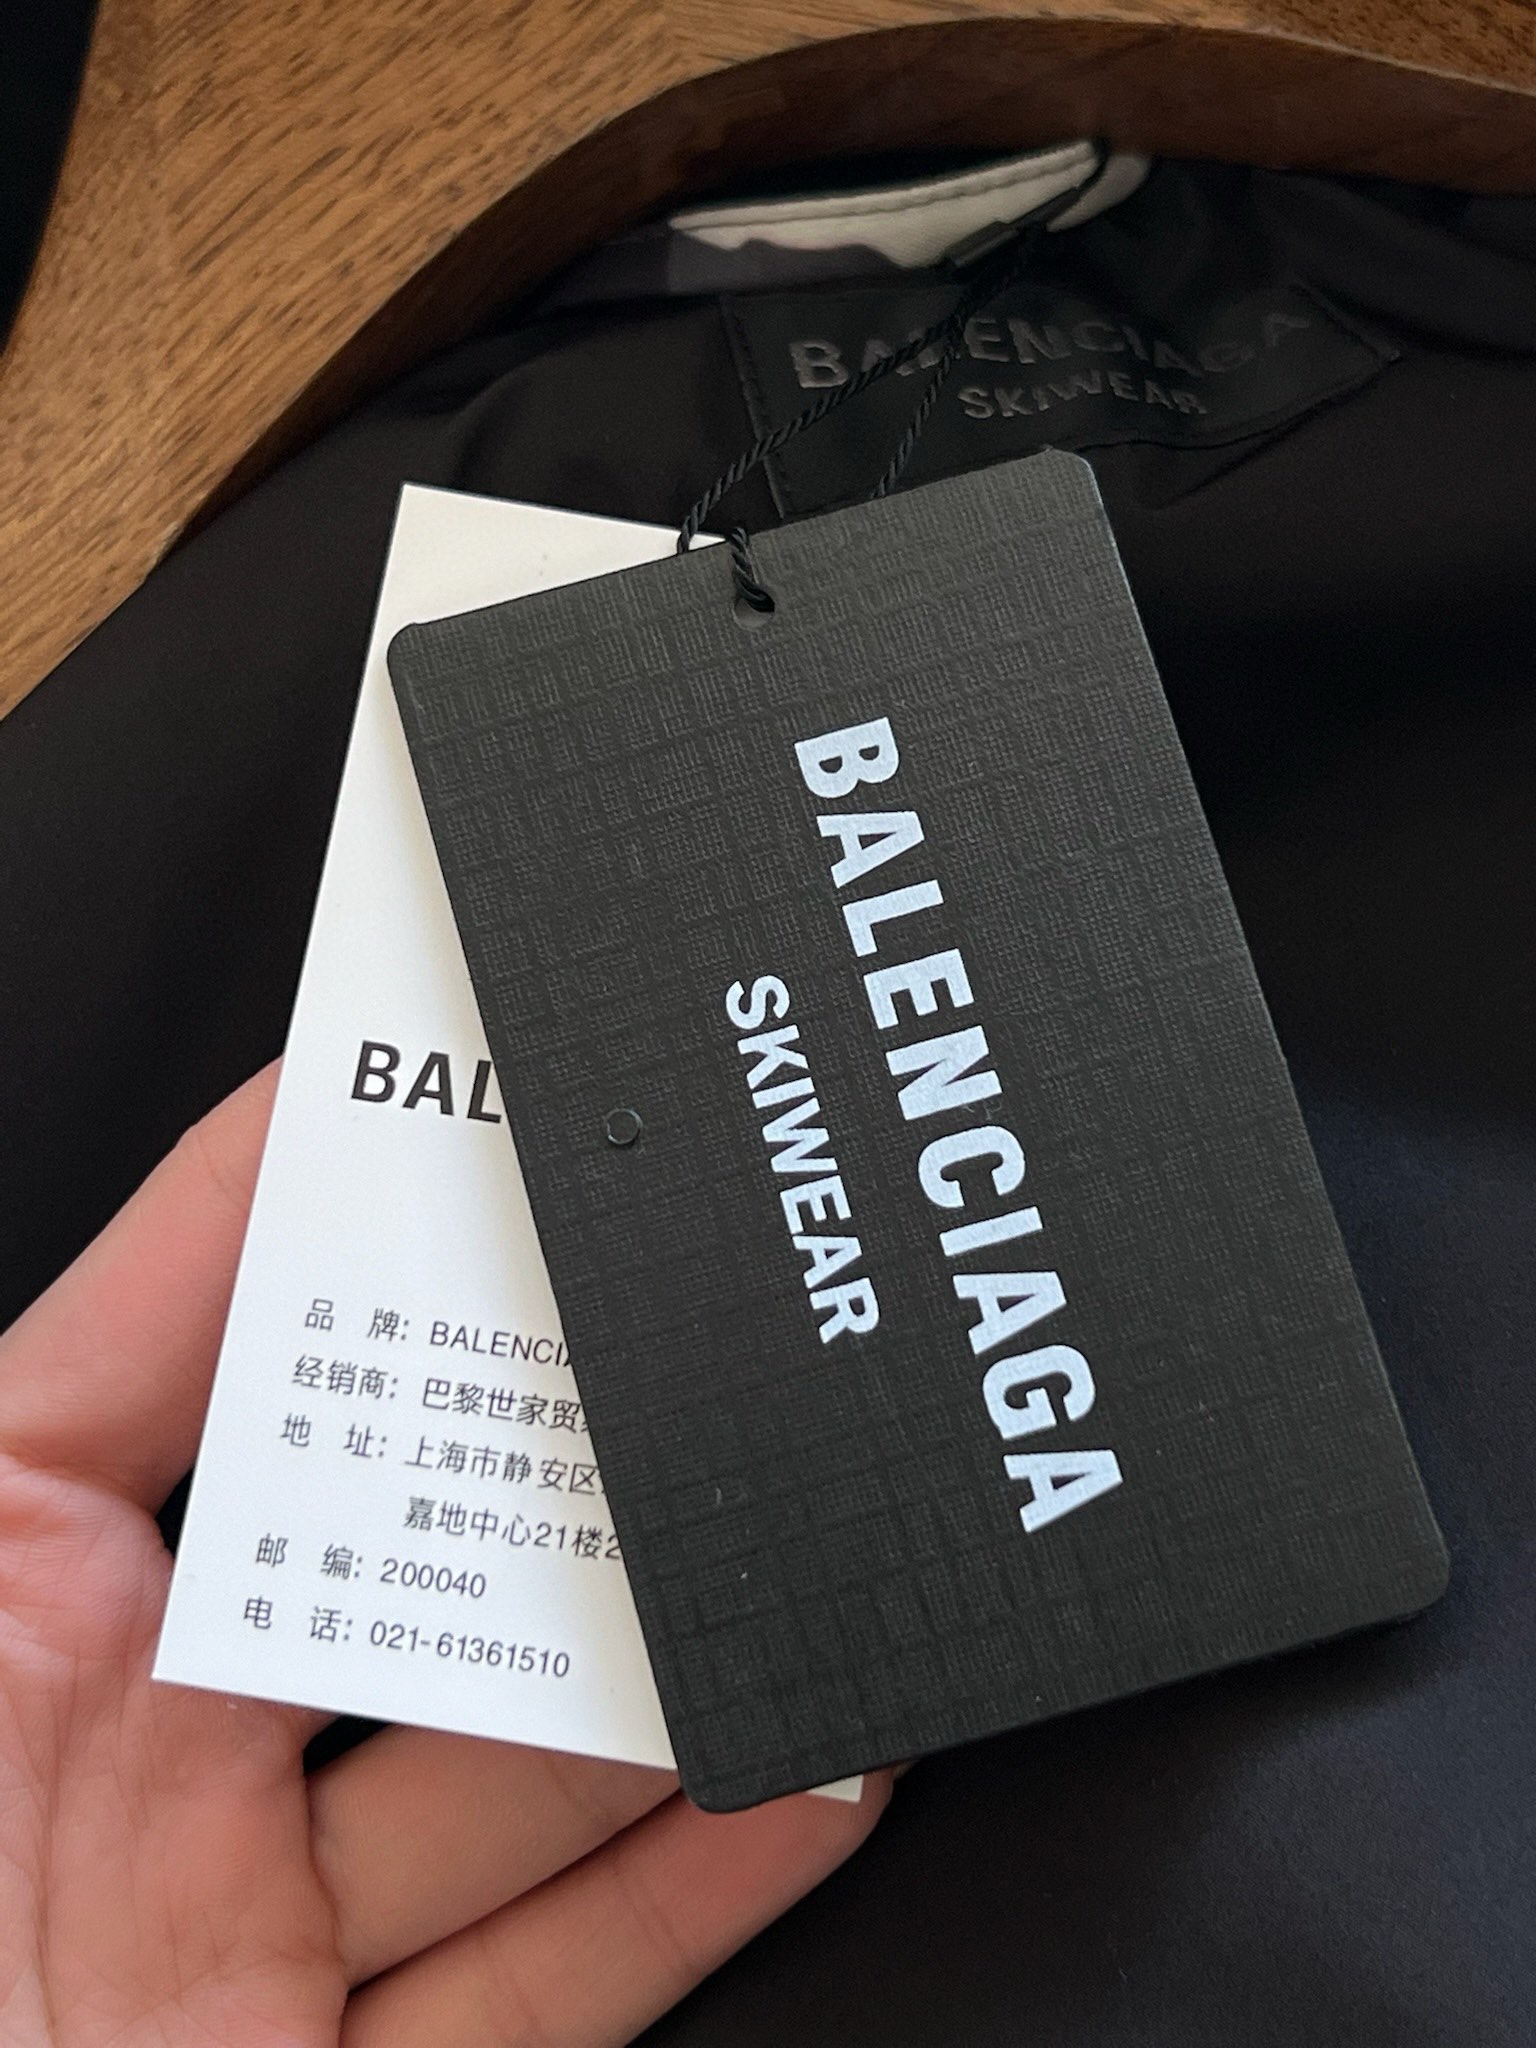 BALENCIAGA
SKIWEAR
BALENCIAGA
SKIWEAR
BAL
品 牌: BALENCIA
经销商: 巴黎世家贸
地 址: 上海市静安区
嘉地中心21楼2
邮 编: 200040
电 话: 021-61361510